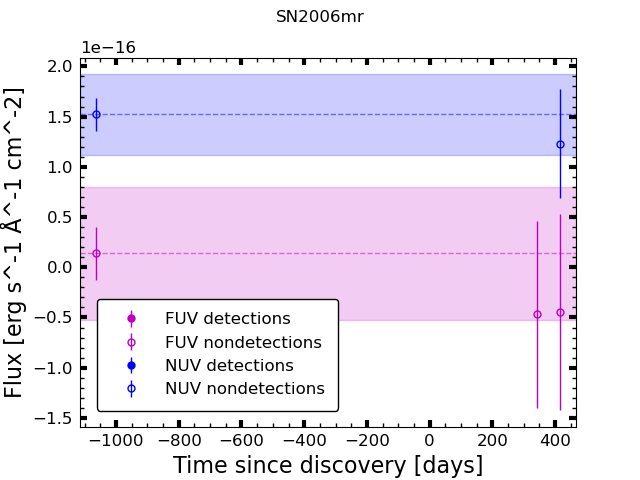 SN2006mr
1e−16
2.0
1.5
1.0
0.5
0.0
−0.5
−1.0
−1.5
Flux [erg s^-1 Å^-1 cm^-2]
FUV detections
FUV nondetections
NUV detections
NUV nondetections
−1000 −800 −600 −400 −200 0 200 400
Time since discovery [days]